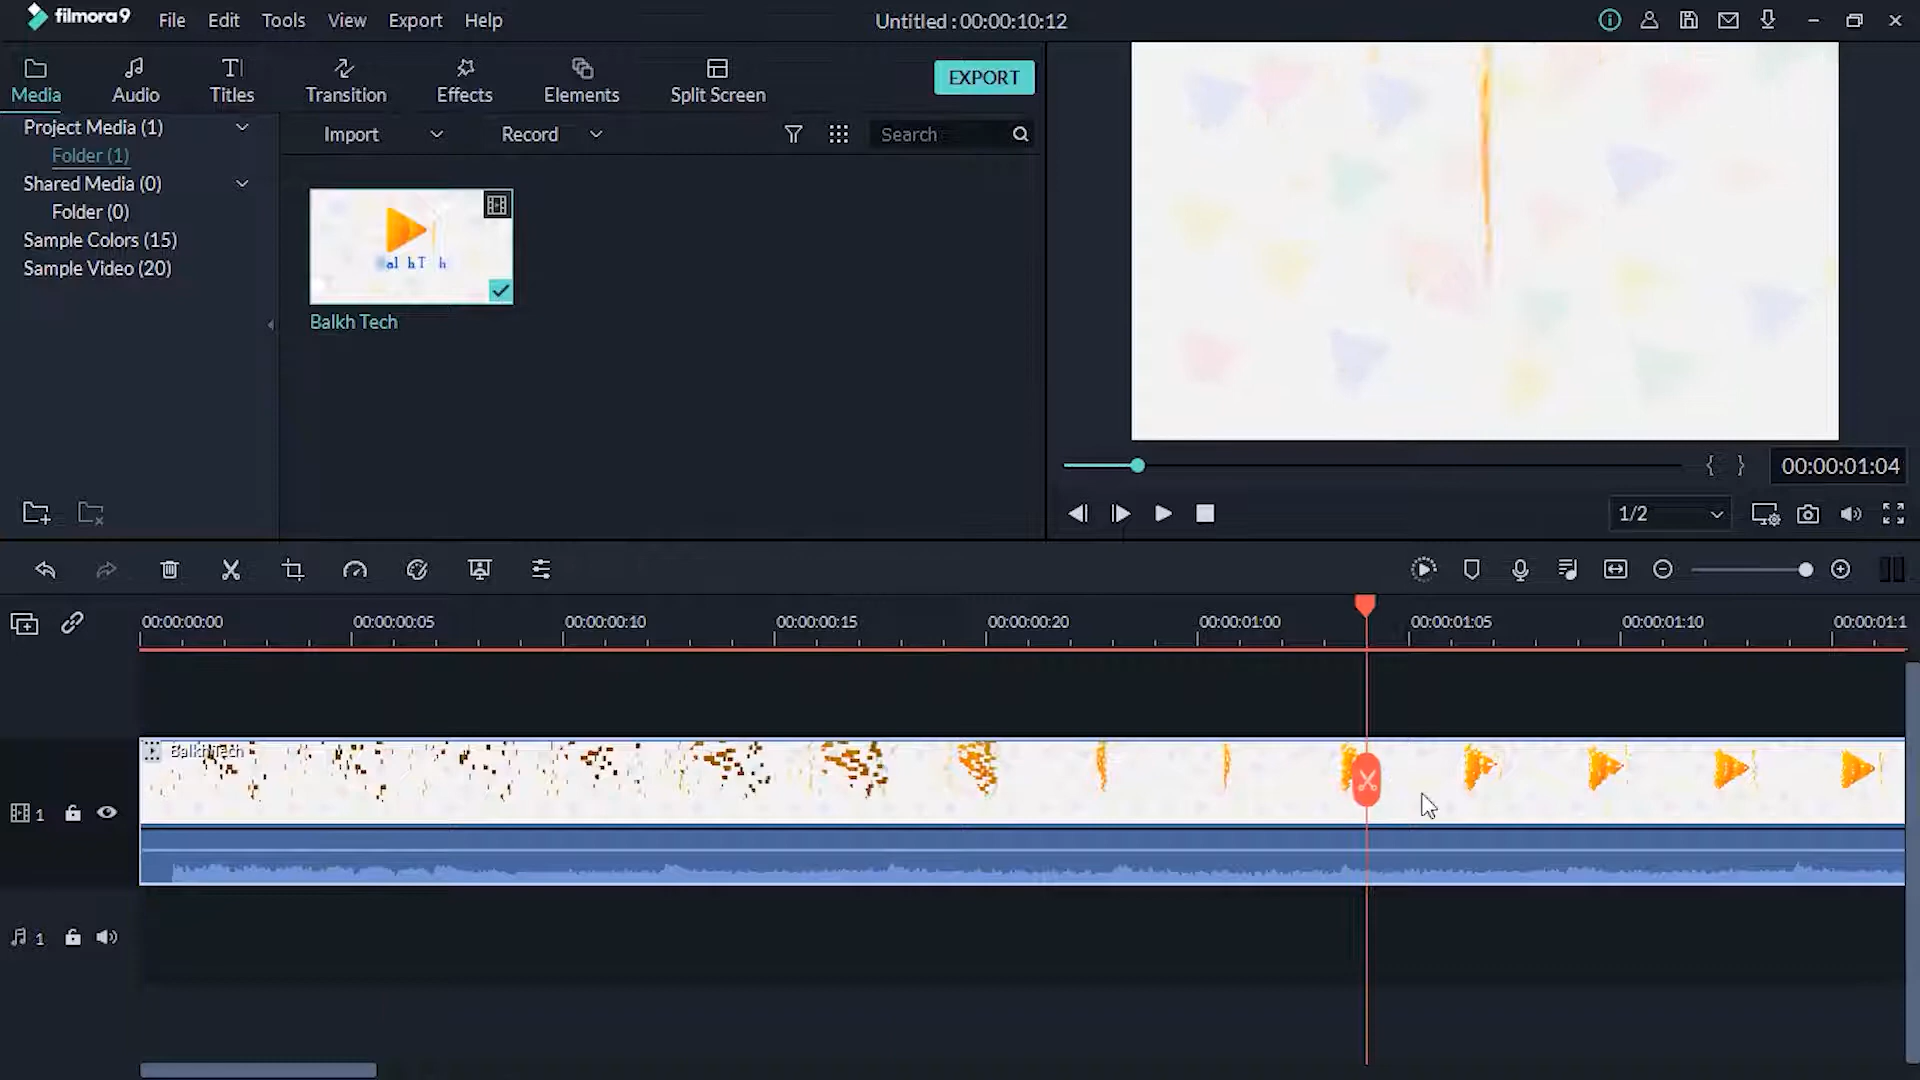 filmora9 File Edit Tools View Export Help Untitled : 00:00:10:12
Media Audio Titles Transition Effects Elements Split Screen EXPORT
Project Media (1)
Folder (1)
Shared Media (0)
Folder (0)
Sample Colors (15)
Sample Video (20)
Import Record Search
al h T h
Balkh Tech
00:00:01:04
1/2
00:00:00:00 00:00:00:05 00:00:00:10 00:00:00:15 00:00:00:20 00:00:01:00 00:00:01:05 00:00:01:10 00:00:01:1
Balkh Tech
1
1